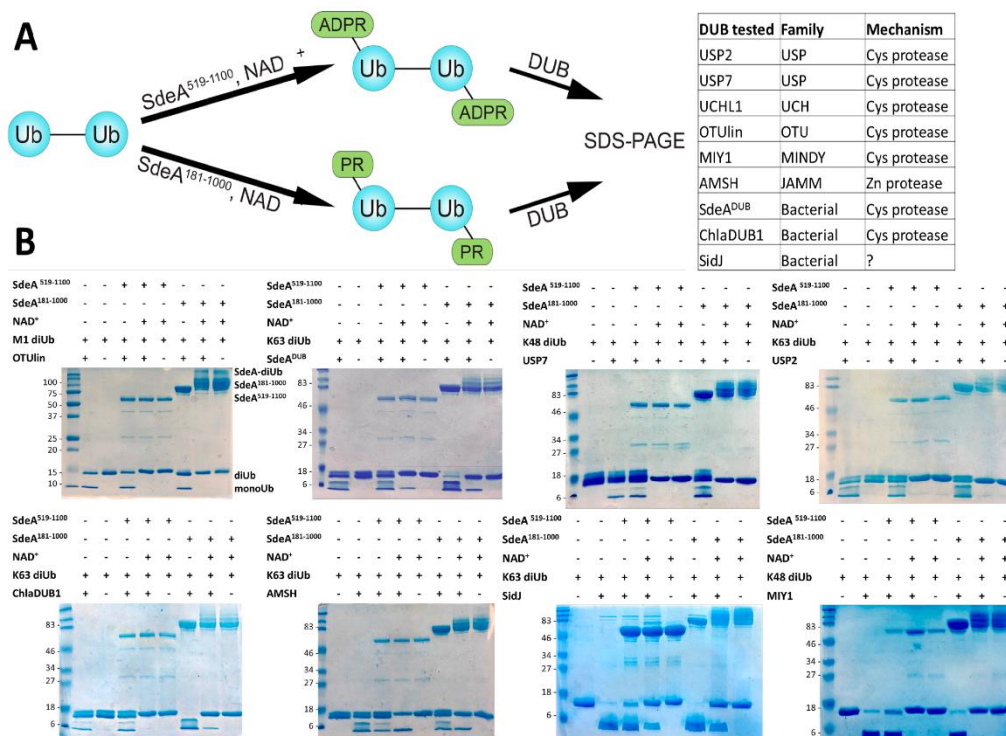 A
SdeA519-1100, NAD +
SdeA181-1000, NAD
Ub Ub
ADPR
Ub Ub
ADPR
PR
Ub Ub
PR
DUB
DUB
SDS-PAGE
DUB tested Family Mechanism
USP2 USP Cys protease
USP7 USP Cys protease
UCHL1 UCH Cys protease
OTUlin OTU Cys protease
MIY1 MINDY Cys protease
AMSH JAMM Zn protease
SdeADUB Bacterial Cys protease
ChlaDUB1 Bacterial Cys protease
SidJ Bacterial ?
B
SdeA519-1100 - - + + + - - -
SdeA181-1000 - - - - - + + +
NAD+ - - - + + - + +
M1 diUb + + + + + + + +
OTUlin + - + + - + + -
100
75
50
37
25
20
15
10
SdeA-diUb
SdeA181-1000
SdeA519-1100
diUb
monoUb
SdeA519-1100 - - + + + - - -
SdeA181-1000 - - - - - + + +
NAD+ - - - + + - + +
K63 diUb + + + + + + + +
SdeADUB + - + + - + + -
83
34
27
18
6
SdeA519-1100 - - + + + - - -
SdeA181-1000 - - - - - + + +
NAD+ - - - + + - + +
K48 diUb + + + + + + + +
USP7 - + + + - + + -
83
46
34
27
18
6
SdeA519-1100 - - + + + - - -
SdeA181-1000 - - - - - + + +
NAD+ - - - + + - + +
K63 diUb + + + + + + + +
USP2 + - + + - + + -
83
46
34
27
18
6
SdeA519-1100 - - + + + - - -
SdeA181-1000 - - - - - + + +
NAD+ - - - + + - + +
K63 diUb + + + + + + + +
ChlaDUB1 + - + + - + + -
83
46
34
27
18
6
SdeA519-1100 - - + + + - - -
SdeA181-1000 - - - - - + + +
NAD+ - - - + + - + +
K63 diUb + + + + + + + +
AMSH - + + + - + + -
83
46
34
27
18
6
SdeA519-1100 - - + + + - - -
SdeA181-1000 - - - - - + + +
NAD+ - - - + + - + +
K63 diUb + + + + + + + +
SidJ - + + + - + + -
83
46
34
27
18
6
SdeA519-1100 - - + + + - - -
SdeA181-1000 - - - - - + + +
NAD+ - - - + + - + +
K48 diUb + + + + + + + +
MIY1 - + + + - + + -
83
46
34
27
18
6